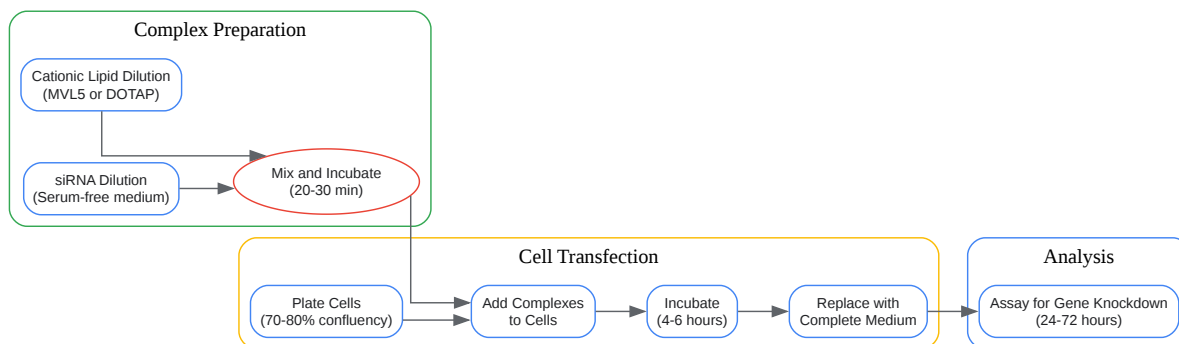 Complex Preparation
Cationic Lipid Dilution
(MVL5 or DOTAP)
siRNA Dilution
(Serum-free medium)
Mix and Incubate
(20-30 min)
Cell Transfection
Plate Cells
(70-80% confluency)
Add Complexes
to Cells
Incubate
(4-6 hours)
Replace with
Complete Medium
Analysis
Assay for Gene Knockdown
(24-72 hours)